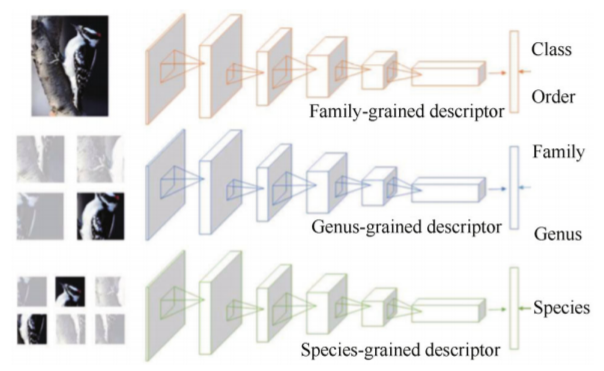 Class
Order
Family-grained descriptor
Family
Genus
Genus-grained descriptor
Species
Species-grained descriptor